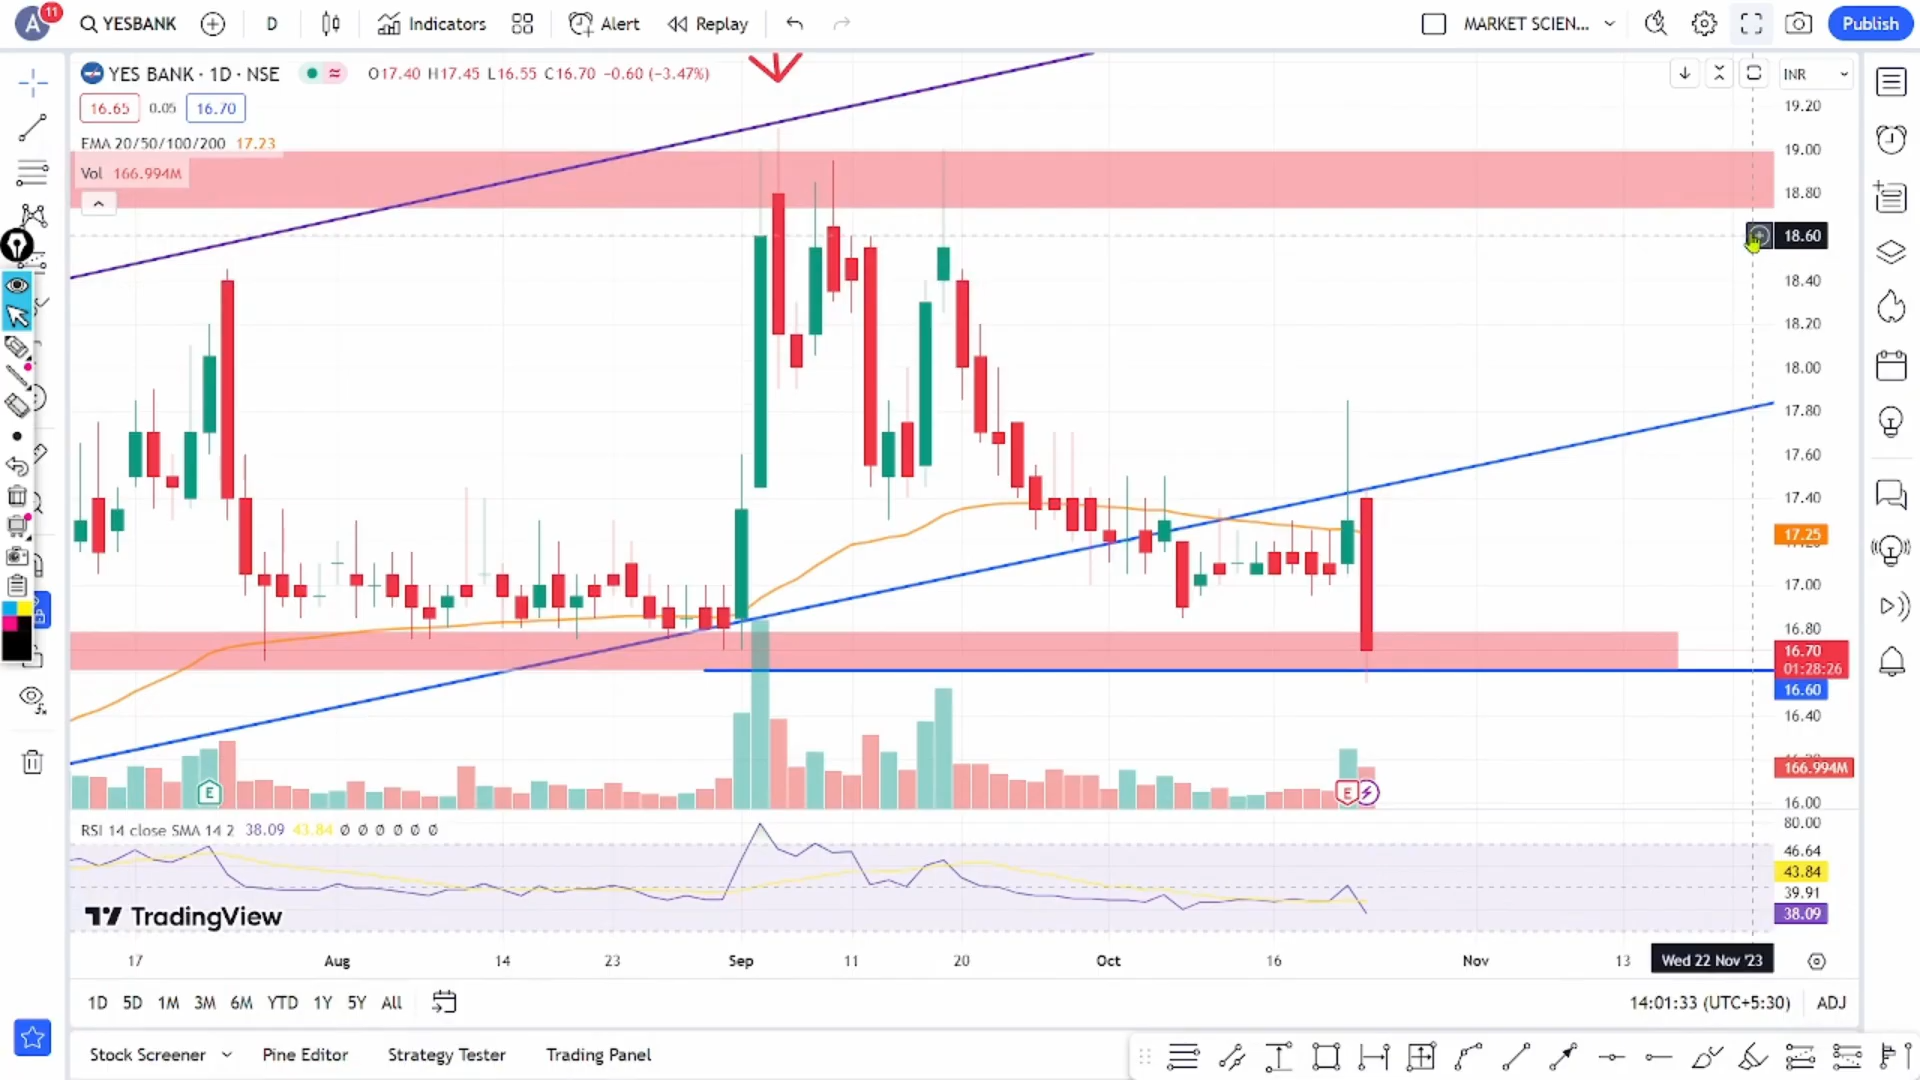 A 11 YESBANK D Indicators Alert Replay MARKET SCIEN... Publish
YES BANK · 1D · NSE O17.40 H17.45 L16.55 C16.70 −0.60 (−3.47%)
INR
16.65 0.05 16.70
EMA 20/50/100/200 17.23
Vol 166.994M
19.20
19.00
18.80
18.60
18.40
18.20
18.00
17.80
17.60
17.40
17.25
17.00
16.80
16.70
01:28:26
16.60
16.40
166.994M
16.00
E
E
RSI 14 close SMA 14 2 38.09 43.84 Ø Ø Ø Ø Ø Ø
80.00
46.64
43.84
39.91
38.09
TradingView
17 Aug 14 23 Sep 11 20 Oct 16 Nov 13 Wed 22 Nov '23
1D 5D 1M 3M 6M YTD 1Y 5Y All
14:01:33 (UTC+5:30) ADJ
Stock Screener Pine Editor Strategy Tester Trading Panel